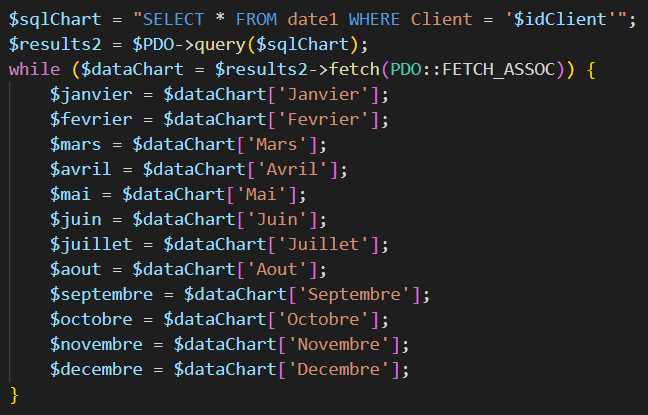 $sqlChart = "SELECT * FROM date1 WHERE Client = '$idClient'";
$results2 = $PDO->query($sqlChart);
while ($dataChart = $results2->fetch(PDO::FETCH_ASSOC)) {
    $janvier = $dataChart['Janvier'];
    $fevrier = $dataChart['Fevrier'];
    $mars = $dataChart['Mars'];
    $avril = $dataChart['Avril'];
    $mai = $dataChart['Mai'];
    $juin = $dataChart['Juin'];
    $juillet = $dataChart['Juillet'];
    $aout = $dataChart['Aout'];
    $septembre = $dataChart['Septembre'];
    $octobre = $dataChart['Octobre'];
    $novembre = $dataChart['Novembre'];
    $decembre = $dataChart['Decembre'];
}